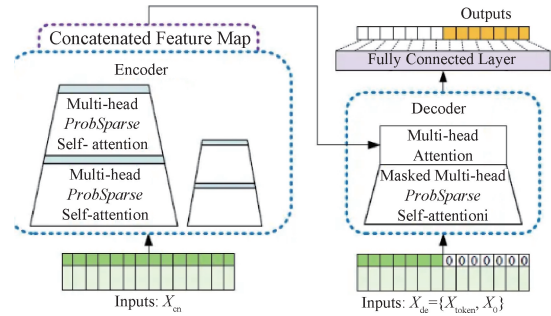 Concatenated Feature Map
Encoder
Multi-head
ProbSparse
Self- attention
Multi-head
ProbSparse
Self-attention
Inputs: Xen
Outputs
Fully Connected Layer
Decoder
Multi-head
Attention
Masked Multi-head
ProbSparse
Self-attentioni
0 0 0 0 0 0 0
Inputs: Xde={Xtoken, X0}